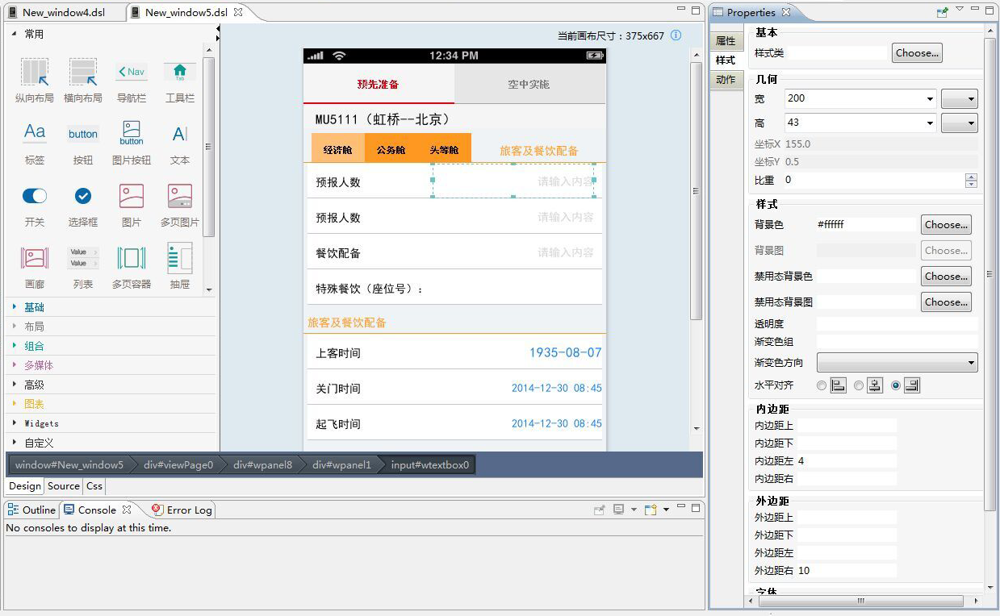 New_window4.dsl
New_window5.dsl
常用
纵向布局 横向布局 导航栏 工具栏
Nav
Tab
Aa button button A
标签 按钮 图片按钮 文本
开关 选择框 图片 多页图片
Value
Value
画廊 列表 多页容器 抽屉
基础
布局
组合
多媒体
高级
图表
Widgets
自定义
当前画布尺寸：375x667
12:34 PM
预先准备 空中实施
MU5111（虹桥--北京）
经济舱 公务舱 头等舱 旅客及餐饮配备
预报人数 请输入内容
预报人数 请输入内容
餐饮配备 请输入内容
特殊餐饮（座位号）：
旅客及餐饮配备
上客时间 1935-08-07
关门时间 2014-12-30 08:45
起飞时间 2014-12-30 08:45
window#New_window5 div#viewPage0 div#wpanel8 div#wpanel1 input#wtextbox0
Design Source Css
Outline Console Error Log
No consoles to display at this time.
Properties
属性
样式
动作
基本
样式类 Choose...
几何
宽 200
高 43
坐标X 155.0
坐标Y 0.5
比重 0
样式
背景色 #ffffff Choose...
背景图 Choose...
禁用态背景色 Choose...
禁用态背景图 Choose...
透明度
渐变色组
渐变色方向
水平对齐
内边距
内边距上
内边距下
内边距左 4
内边距右
外边距
外边距上
外边距下
外边距左
外边距右 10
字体